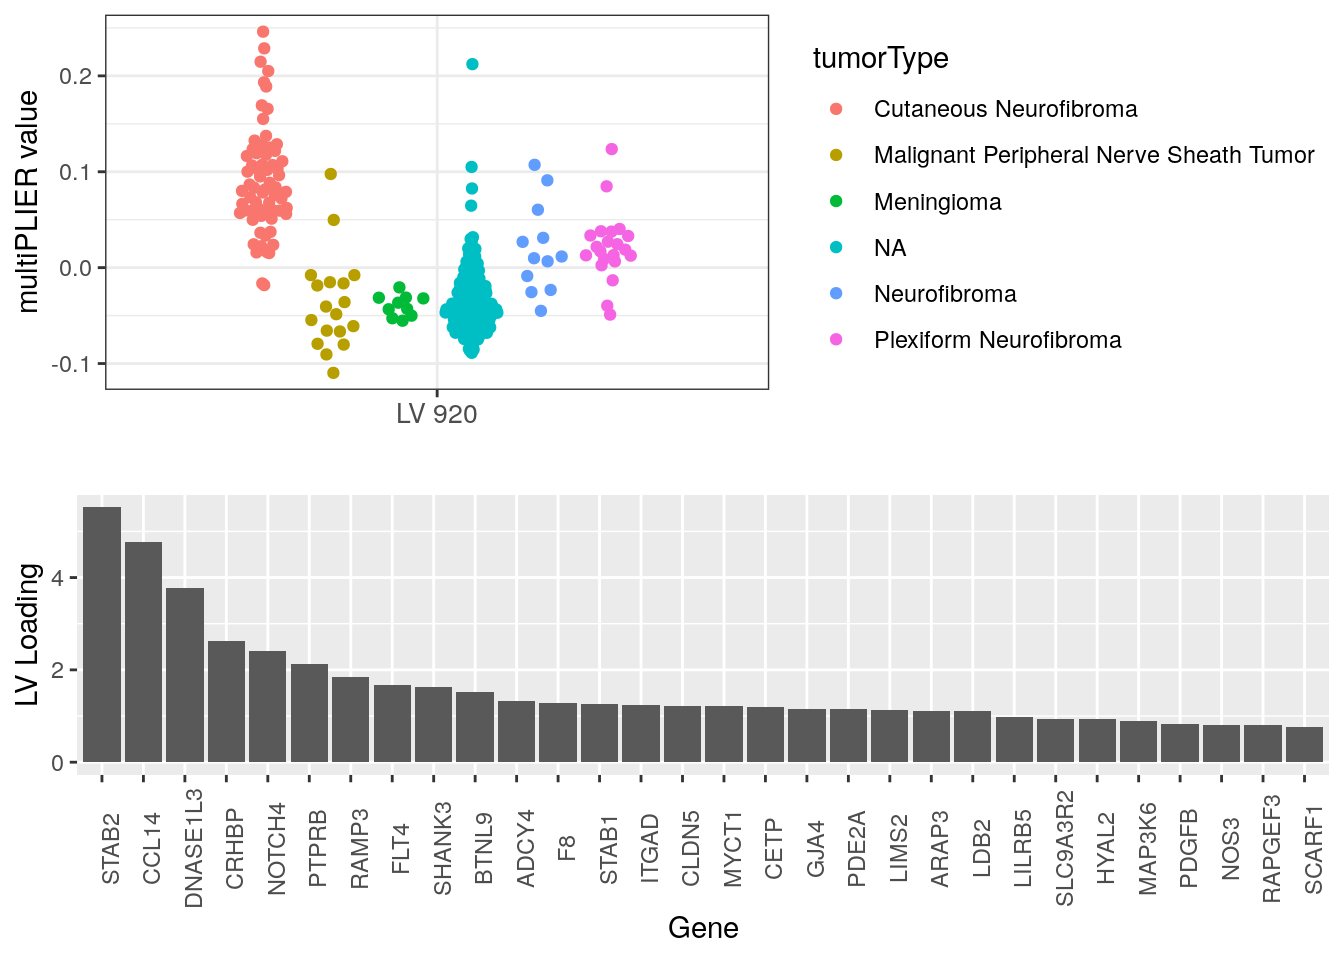 multiPLIER value
0.2
0.1
0.0
-0.1
LV 920
tumorType
Cutaneous Neurofibroma
Malignant Peripheral Nerve Sheath Tumor
Meningioma
NA
Neurofibroma
Plexiform Neurofibroma
LV Loading
4
2
0
STAB2
CCL14
DNASE1L3
CRHBP
NOTCH4
PTPRB
RAMP3
FLT4
SHANK3
BTNL9
ADCY4
F8
STAB1
ITGAD
CLDN5
MYCT1
CETP
GJA4
PDE2A
LIMS2
ARAP3
LDB2
LILRB5
SLC9A3R2
HYAL2
MAP3K6
PDGFB
NOS3
RAPGEF3
SCARF1
Gene